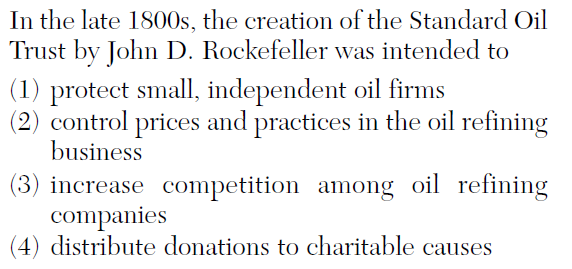 In the late 1800s, the creation of the Standard Oil
Trust by John D. Rockefeller was intended to
(1) protect small, independent oil firms
(2) control prices and practices in the oil refining
business
(3) increase competition among oil refining
companies
(4) distribute donations to charitable causes